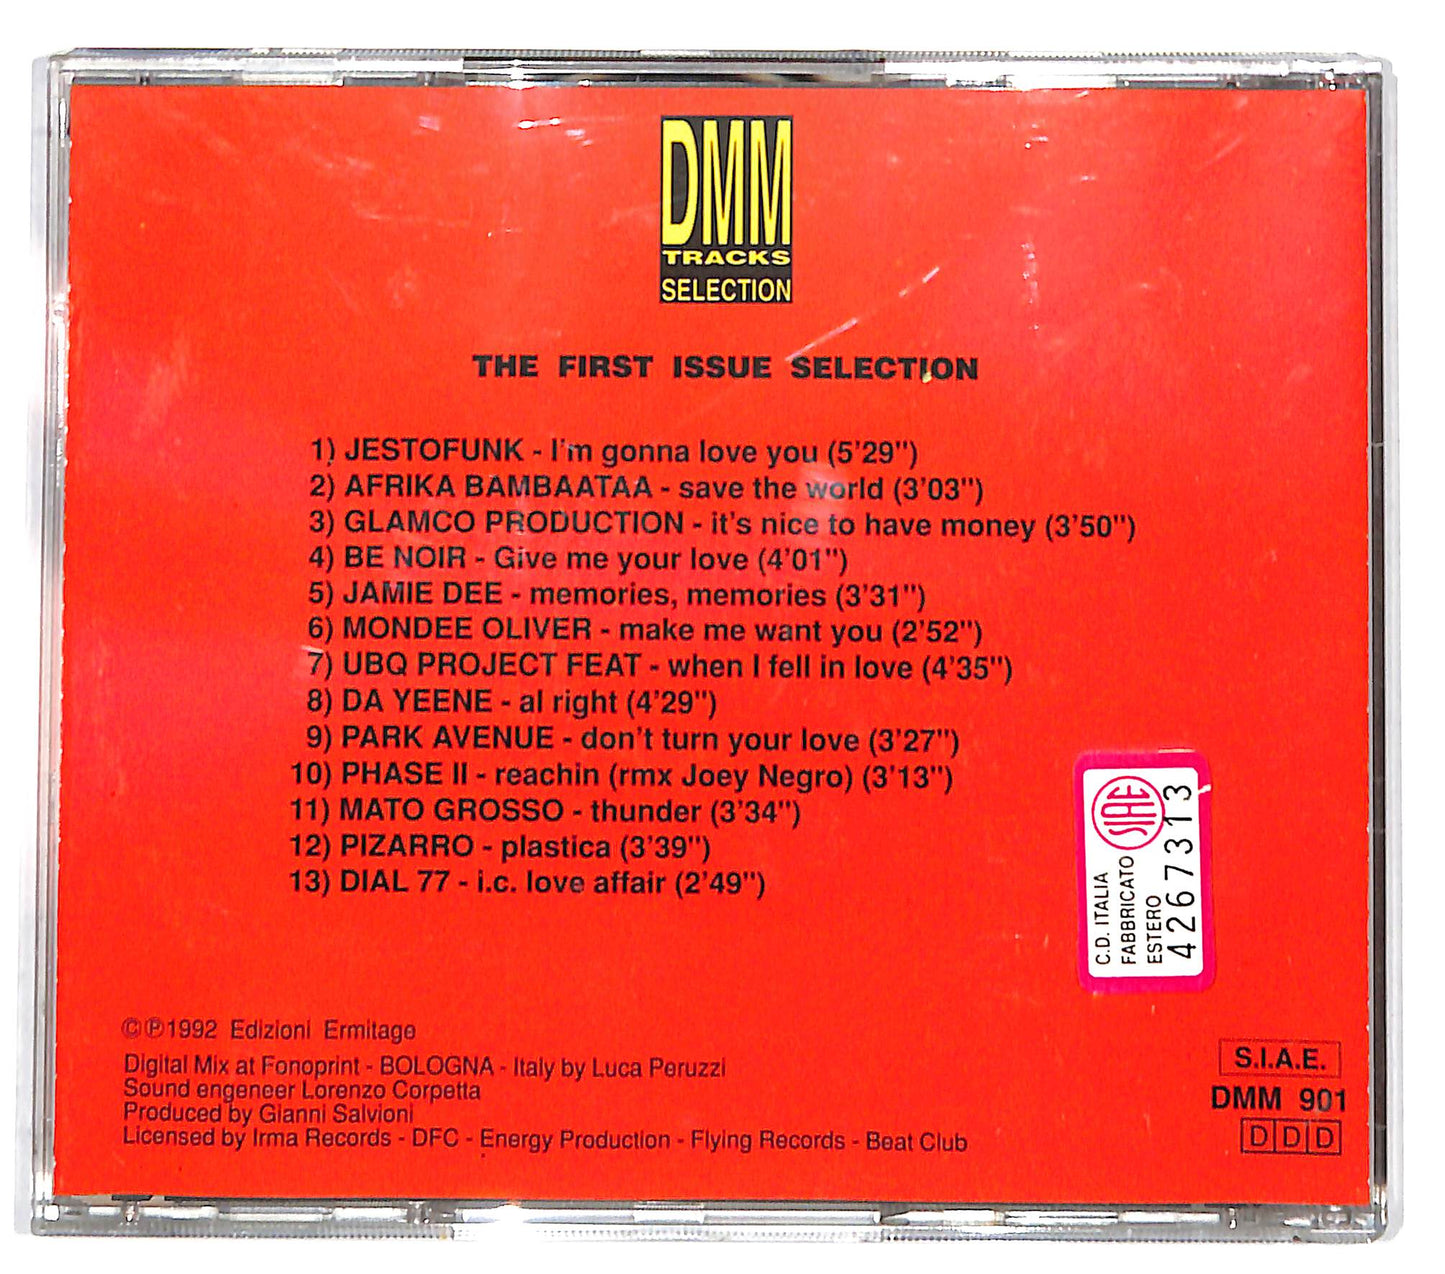 DMM
TRACKS
SELECTION
THE FIRST ISSUE SELECTION
1) JESTOFUNK - I'm gonna love you (5'29")
2) AFRIKA BAMBAATAA - save the world (3'03")
3) GLAMCO PRODUCTION - it's nice to have money (3'50")
4) BE NOIR - Give me your love (4'01")
5) JAMIE DEE - memories, memories (3'31")
6) MONDEE OLIVER - make me want you (2'52")
7) UBQ PROJECT FEAT - when I fell in love (4'35")
8) DA YEENE - al right (4'29")
9) PARK AVENUE - don't turn your love (3'27")
10) PHASE II - reachin (rmx Joey Negro) (3'13")
11) MATO GROSSO - thunder (3'34")
12) PIZARRO - plastica (3'39")
13) DIAL 77 - i.c. love affair (2'49")
SIAE
C.D. ITALIA
FABBRICATO
ESTERO
4267313
©℗1992 Edizioni Ermitage
Digital Mix at Fonoprint - BOLOGNA - Italy by Luca Peruzzi
Sound engeneer Lorenzo Corpetta
Produced by Gianni Salvioni
Licensed by Irma Records - DFC - Energy Production - Flying Records - Beat Club
S.I.A.E.
DMM 901
DDD